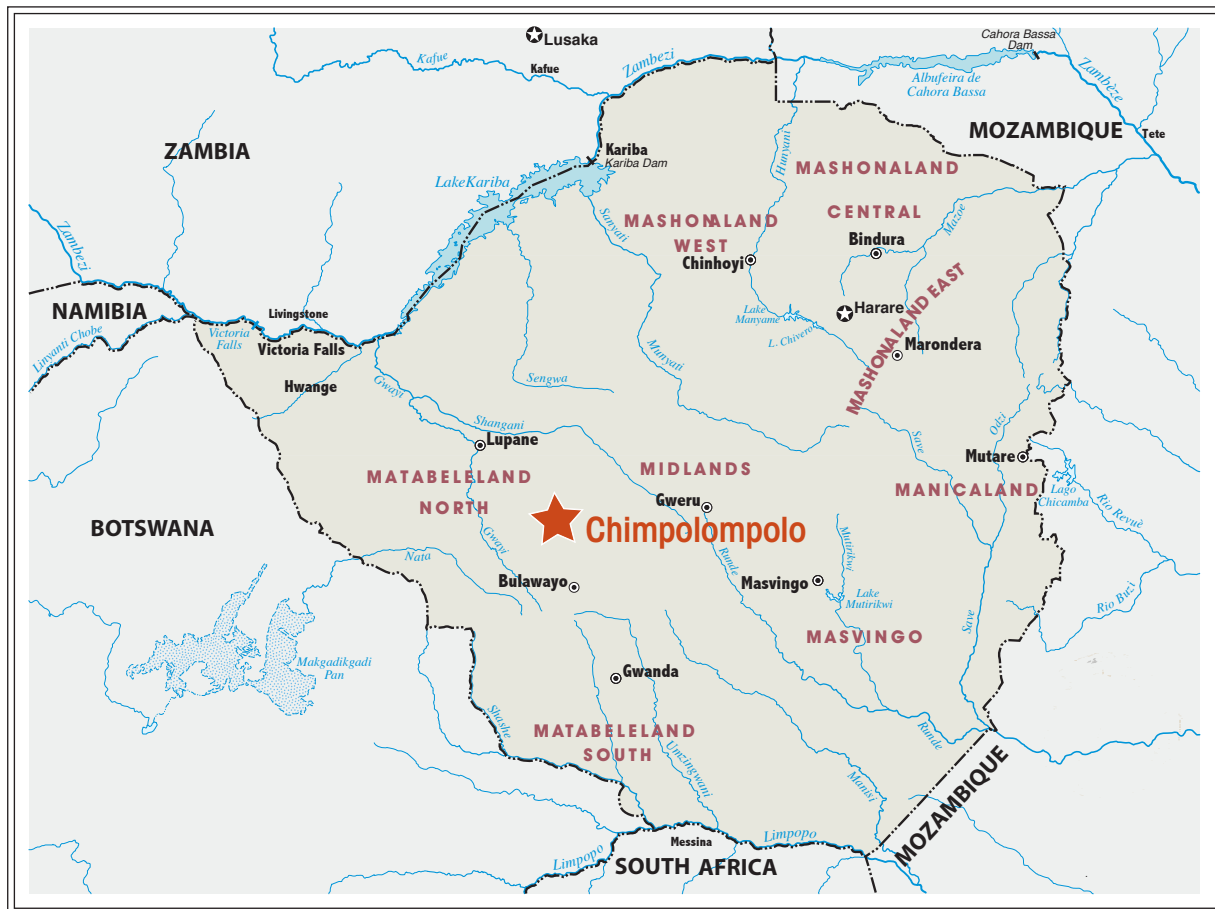 Cahora Bassa
Dam
Lusaka
Kafue
Kafue
Zambezi
Albufeira de
Cahora Bassa
Zambèze
MOZAMBIQUE
Tete
ZAMBIA
Kariba
Kariba Dam
LakeKariba
Hunyani
MASHONALAND
CENTRAL
Mazoe
Sanyati
MASHONALAND
WEST
Chinhoyi
Bindura
Zambezi
NAMIBIA
Linyanti Chobe
Livingstone
Victoria
Falls
Victoria Falls
Hwange
Lake
Manyame
L. Chivero
Harare
MASHONALAND EAST
Marondera
Munyati
Sengwa
Gwayi
Shangani
Lupane
Save
Odzi
Mutare
MATABELELAND
NORTH
MIDLANDS
Gweru
MANICALAND
Lago
Chicamba
Rio Revuè
BOTSWANA
Chimpolompolo
Gwayi
Nata
Bulawayo
Runde
Mutirikwi
Masvingo
Lake
Mutirikwi
Rio Buzi
Save
MASVINGO
Makgadikgadi
Pan
Gwanda
Shashe
MATABELELAND
SOUTH
Umzingwani
Runde
Manisi
MOZAMBIQUE
Messina
Limpopo
Limpopo
SOUTH AFRICA